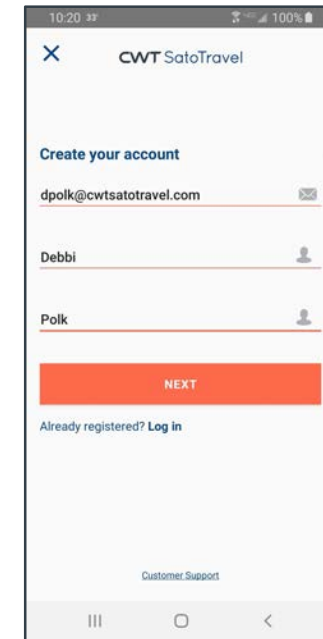 10:20 33° 100%
CWT SatoTravel
Create your account
dpolk@cwtsatotravel.com
Debbi
Polk
NEXT
Already registered? Log in
Customer Support